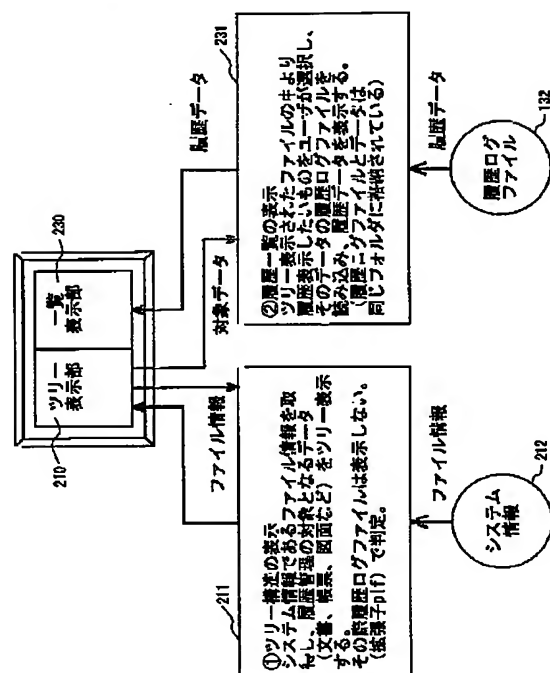 230
一覧
表示部
ツリー
表示部
210
履歴データ
対象データ
ファイル情報
231
②履歴一覧の表示
ツリー表示されたファイルの中より
履歴表示したいものをユーザが選択し、
そのデータの履歴ログファイルを
読み込み、履歴データを表示する。
(履歴ログファイルとデータは
同じフォルダに格納されている)
211
①ツリー構造の表示
システム情報であるファイル情報を取
得し、履歴管理の対象となるデータ
(文書、帳票、図面など)をツリー表示
する。
その際履歴ログファイルは表示しない。
(拡張子plf)で判定。
履歴データ
履歴ログ
ファイル
132
ファイル情報
システム
情報
212